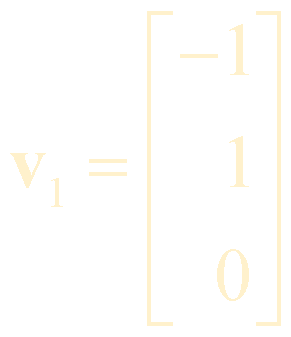 v₁ = [ −1
1
0 ]